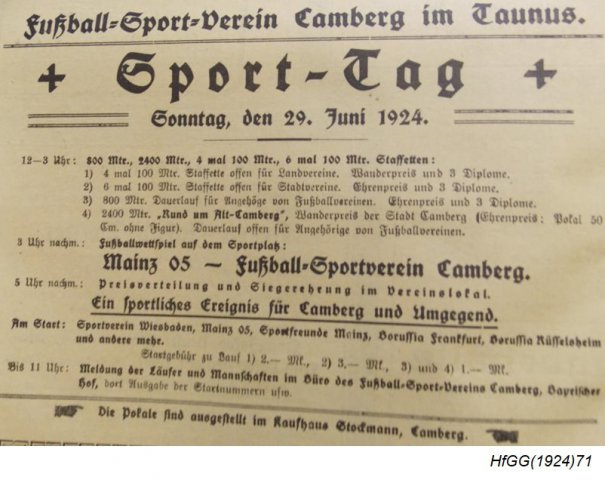 Fußball-Sport-Verein Camberg im Taunus.
+ Sport-Tag +
Sonntag, den 29. Juni 1924.
12-3 Uhr: 800 Mtr., 2400 Mtr., 4 mal 100 Mtr., 6 mal 100 Mtr. Staffetten:
1) 4 mal 100 Mtr. Staffette offen für Landvereine. Wanderpreis und 3 Diplome.
2) 6 mal 100 Mtr. Staffette offen für Stadtvereine. Ehrenpreis und 3 Diplome.
3) 800 Mtr. Dauerlauf für Angehöge von Fußballvereinen. Ehrenpreis und 3 Diplome.
4) 2400 Mtr. „Rund um Alt-Camberg", Wanderpreis der Stadt Camberg (Ehrenpreis: Pokal 50
Cm. ohne Figur). Dauerlauf offen für Angehörige von Fußballvereinen.
3 Uhr nachm.: Fußballwettspiel auf dem Sportplatz:
Mainz 05 — Fußball-Sportverein Camberg.
5 Uhr nachm.: Preisverteilung und Siegerehrung im Vereinslokal.
Ein sportliches Ereignis für Camberg und Umgegend.
Am Start: Sportverein Wiesbaden, Mainz 05, Sportfreunde Mainz, Borussia Frankfurt, Borussia Rüsselsheim
und andere mehr.
Startgebühr zu Lauf 1) 2.— Mk., 2) 3.— Mk., 3) und 4) 1.— Mk.
Bis 11 Uhr: Meldung der Läufer und Mannschaften im Büro des Fußball-Sport-Vereins Camberg, Bayrischer
Hof, dort Ausgabe der Startnummern usw.
Die Pokale sind ausgestellt im Kaufhaus Stockmann, Camberg.
HfGG(1924)71